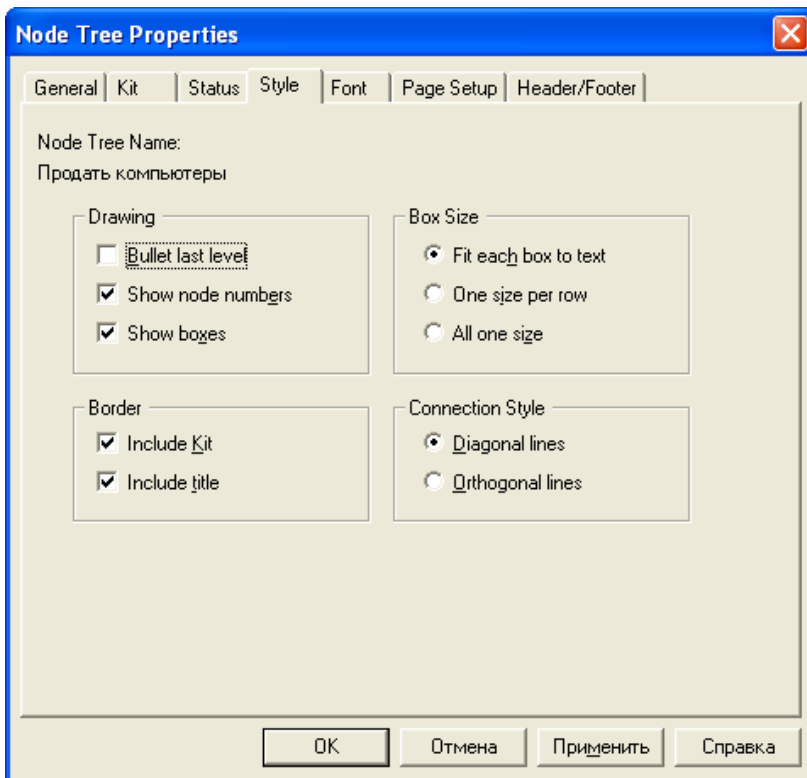 Node Tree Properties
General Kit Status Style Font Page Setup Header/Footer
Node Tree Name:
Продать компьютеры
Drawing
Bullet last level
Show node numbers
Show boxes
Box Size
Fit each box to text
One size per row
All one size
Border
Include Kit
Include title
Connection Style
Diagonal lines
Orthogonal lines
OK Отмена Применить Справка